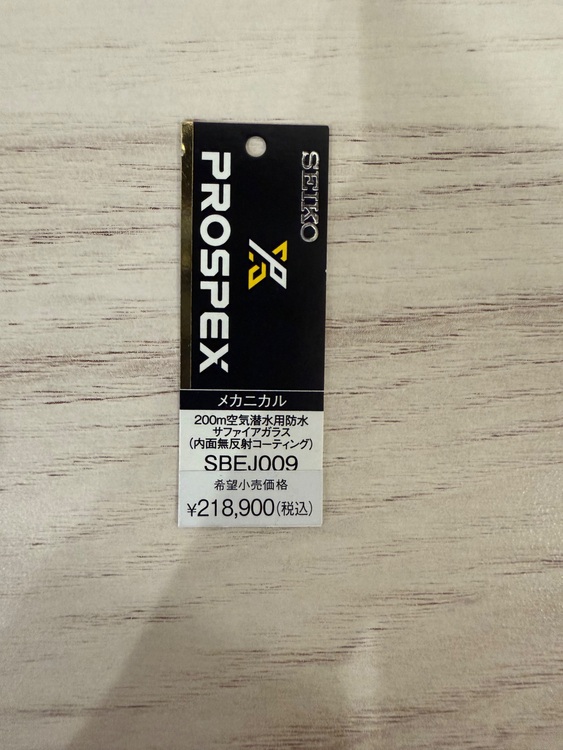 SEIKO
PROSPEX
メカニカル
200m空気潜水用防水
サファイアガラス
(内面無反射コーティング)
SBEJ009
希望小売価格
¥218,900(税込)